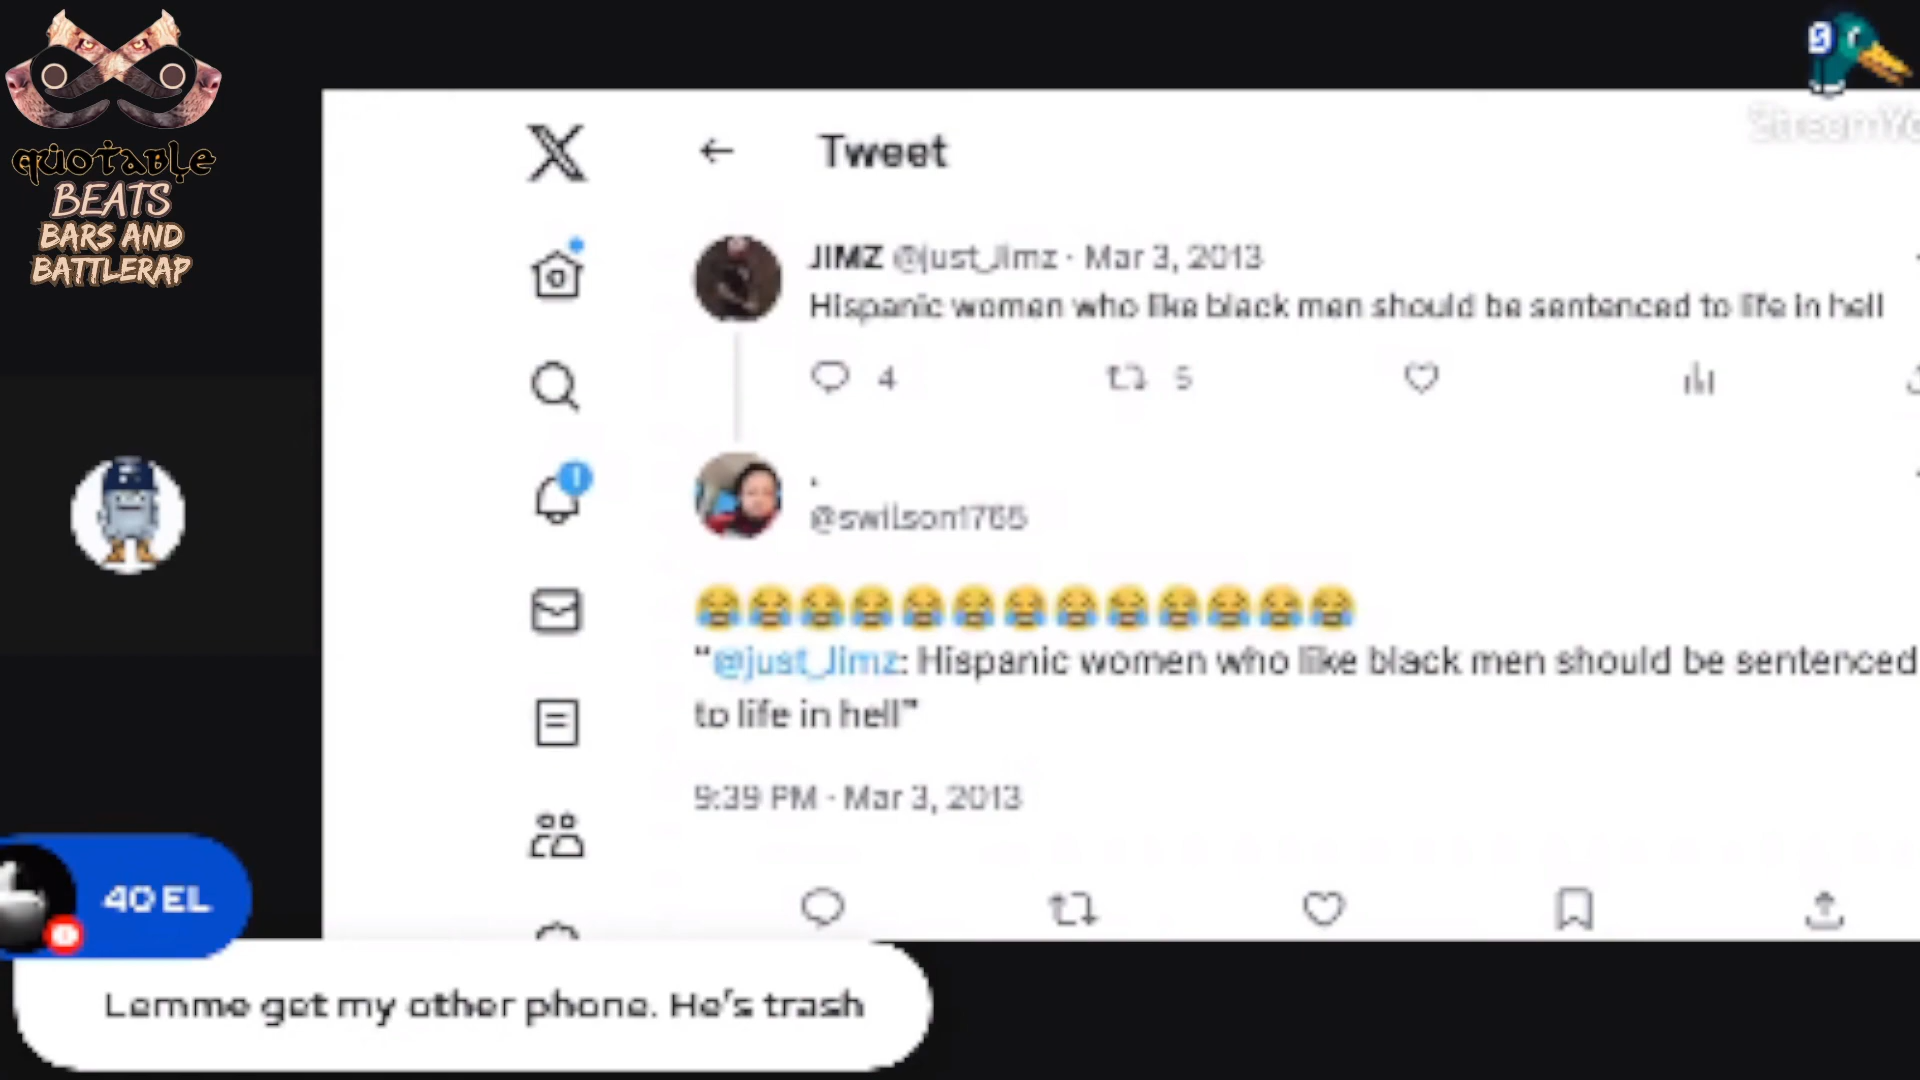 QUOTABLE
BEATS
BARS AND
BATTLERAP
S
X
Tweet
JIMZ @just_Jimz · Mar 3, 2013
Hispanic women who like black men should be sentenced to life in hell
4
5
1
.
@swilson1765
😂😂😂😂😂😂😂😂😂😂😂😂😂
"@just_Jimz: Hispanic women who like black men should be sentenced
to life in hell"
9:39 PM · Mar 3, 2013
40 EL
Lemme get my other phone. He's trash